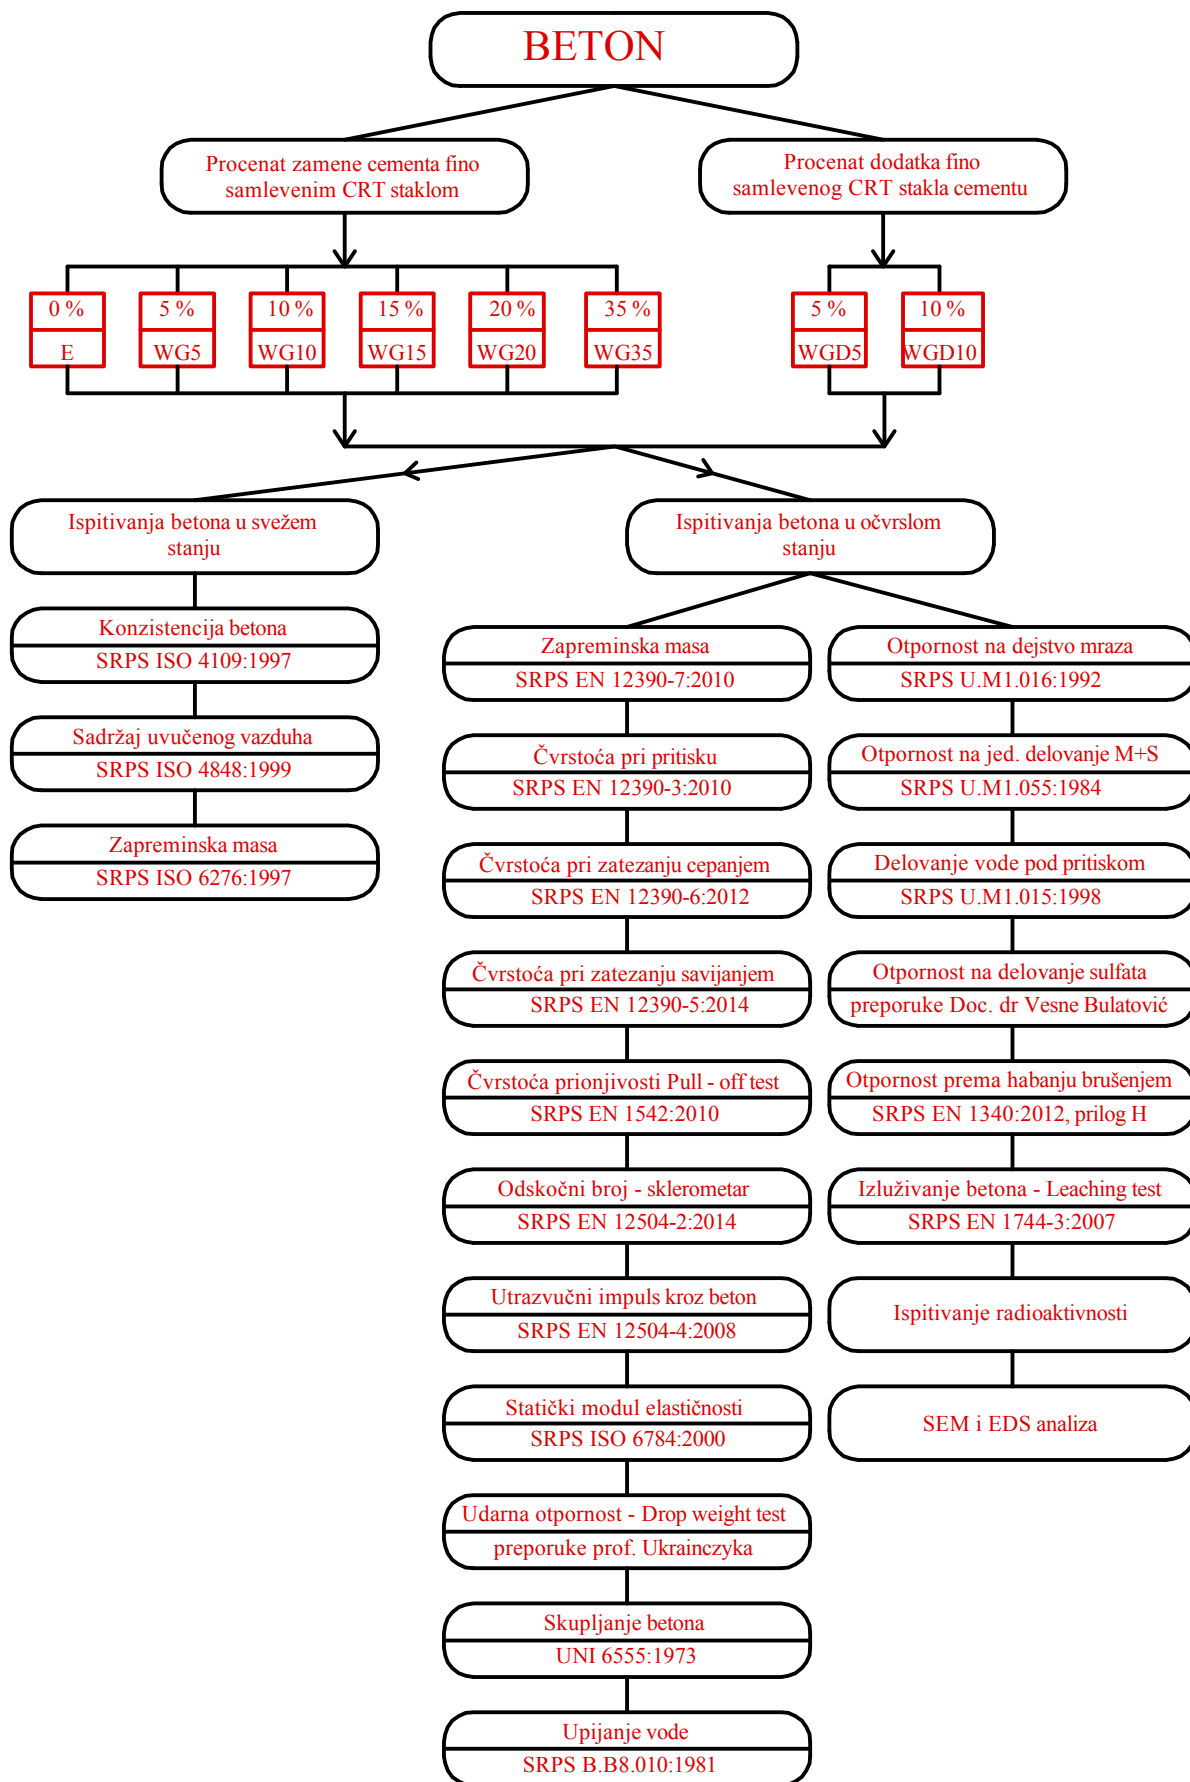 BETON
Procenat zamene cementa fino
samlevenim CRT staklom
Procenat dodatka fino
samlevenog CRT stakla cementu
0 %
E
5 %
WG5
10 %
WG10
15 %
WG15
20 %
WG20
35 %
WG35
5 %
WGD5
10 %
WGD10
Ispitivanja betona u svežem
stanju
Konzistencija betona
SRPS ISO 4109:1997
Sadržaj uvučenog vazduha
SRPS ISO 4848:1999
Zapreminska masa
SRPS ISO 6276:1997
Ispitivanja betona u očvrslom
stanju
Zapreminska masa
SRPS EN 12390-7:2010
Čvrstoća pri pritisku
SRPS EN 12390-3:2010
Čvrstoća pri zatezanju cepanjem
SRPS EN 12390-6:2012
Čvrstoća pri zatezanju savijanjem
SRPS EN 12390-5:2014
Čvrstoća prionjivosti Pull - off test
SRPS EN 1542:2010
Odskočni broj - sklerometar
SRPS EN 12504-2:2014
Utrazvučni impuls kroz beton
SRPS EN 12504-4:2008
Statički modul elastičnosti
SRPS ISO 6784:2000
Udarna otpornost - Drop weight test
preporuke prof. Ukrainczyka
Skupljanje betona
UNI 6555:1973
Upijanje vode
SRPS B.B8.010:1981
Otpornost na dejstvo mraza
SRPS U.M1.016:1992
Otpornost na jed. delovanje M+S
SRPS U.M1.055:1984
Delovanje vode pod pritiskom
SRPS U.M1.015:1998
Otpornost na delovanje sulfata
preporuke Doc. dr Vesne Bulatović
Otpornost prema habanju brušenjem
SRPS EN 1340:2012, prilog H
Izluživanje betona - Leaching test
SRPS EN 1744-3:2007
Ispitivanje radioaktivnosti
SEM i EDS analiza